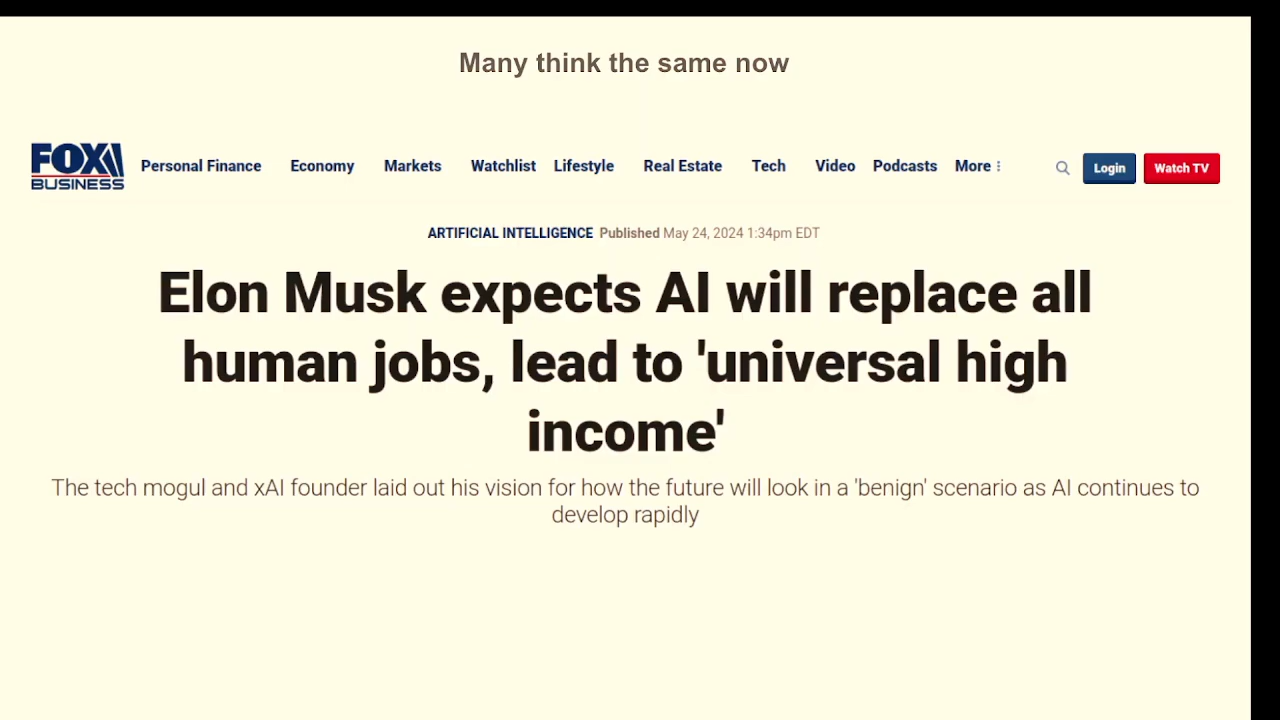 Many think the same now
FOX BUSINESS Personal Finance Economy Markets Watchlist Lifestyle Real Estate Tech Video Podcasts More Login Watch TV
ARTIFICIAL INTELLIGENCE Published May 24, 2024 1:34pm EDT
Elon Musk expects AI will replace all
human jobs, lead to 'universal high
income'
The tech mogul and xAI founder laid out his vision for how the future will look in a 'benign' scenario as AI continues to
develop rapidly